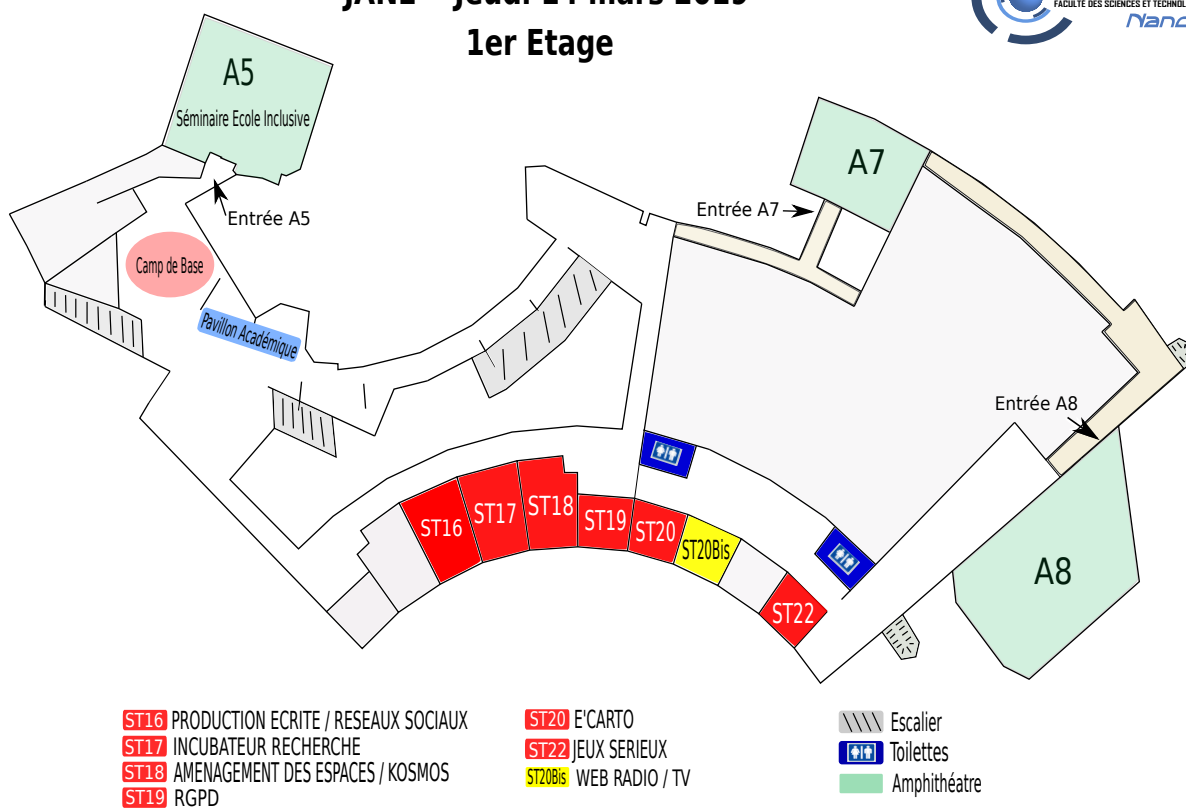 1er Etage
FACULTE DES SCIENCES ET TECHNOL
A5
Séminaire Ecole Inclusive
Entrée A5
Camp de Base
Pavillon Académique
A7
Entrée A7
Entrée A8
A8
ST16
ST17
ST18
ST19
ST20
ST20Bis
ST22
ST16 PRODUCTION ECRITE / RESEAUX SOCIAUX
ST17 INCUBATEUR RECHERCHE
ST18 AMENAGEMENT DES ESPACES / KOSMOS
ST19 RGPD
ST20 E'CARTO
ST22 JEUX SERIEUX
ST20Bis WEB RADIO / TV
Escalier
Toilettes
Amphithéatre